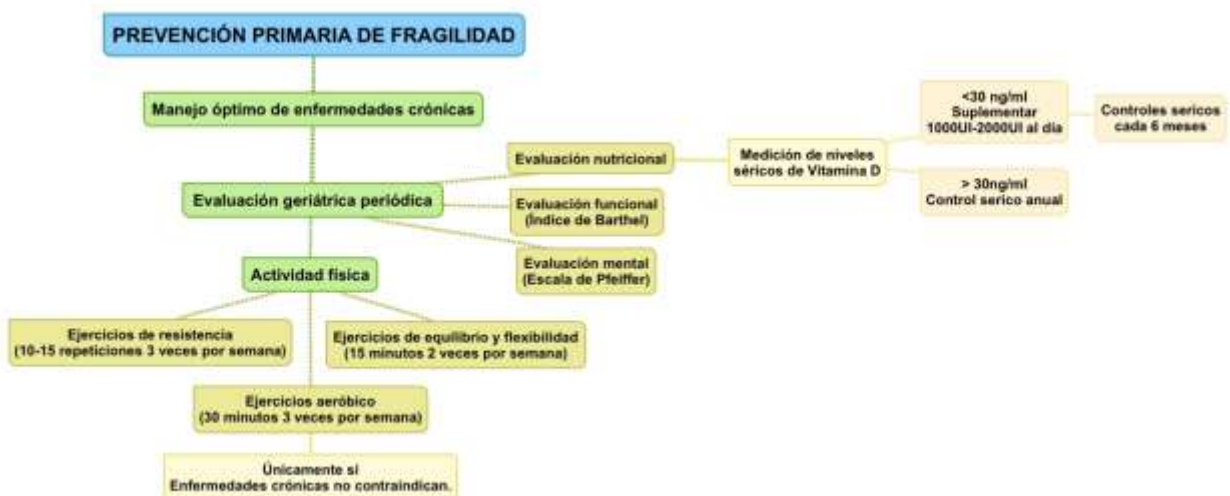 PREVENCIÓN PRIMARIA DE FRAGILIDAD
Manejo óptimo de enfermedades crónicas
<30 ng/ml
Suplementar
1000UI-2000UI al dia
Controles sericos
cada 6 meses
Evaluación nutricional
Medición de niveles
séricos de Vitamina D
> 30ng/ml
Control serico anual
Evaluación geriátrica periódica
Evaluación funcional
(Índice de Barthel)
Evaluación mental
(Escala de Pfeiffer)
Actividad fisica
Ejercicios de resistencia
(10-15 repeticiones 3 veces por semana)
Ejercicios de equilibrio y flexibilidad
(15 minutos 2 veces por semana)
Ejercicios aeróbico
(30 minutos 3 veces por semana)
Únicamente si
Enfermedades crónicas no contraindican.